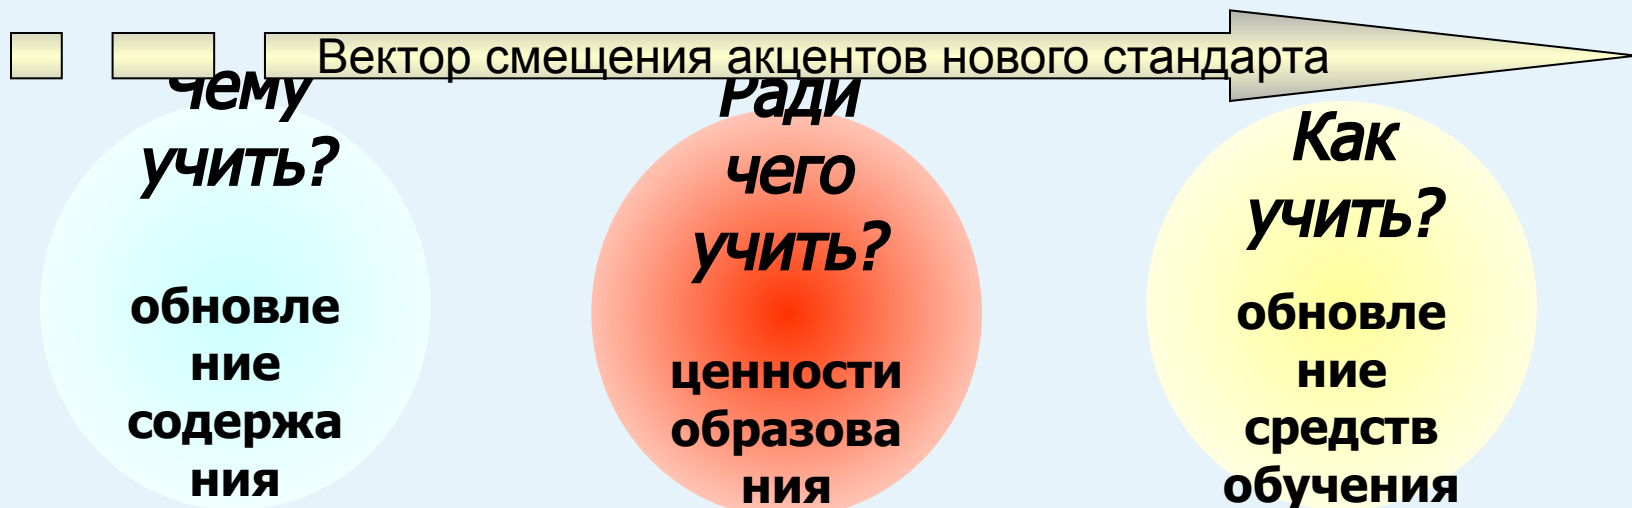 Вектор смещения акцентов нового стандарта
Чему
учить?
обновле
ние
содержа
ния
Ради
чего
учить?
ценности
образова
ния
Как
учить?
обновле
ние
средств
обучения